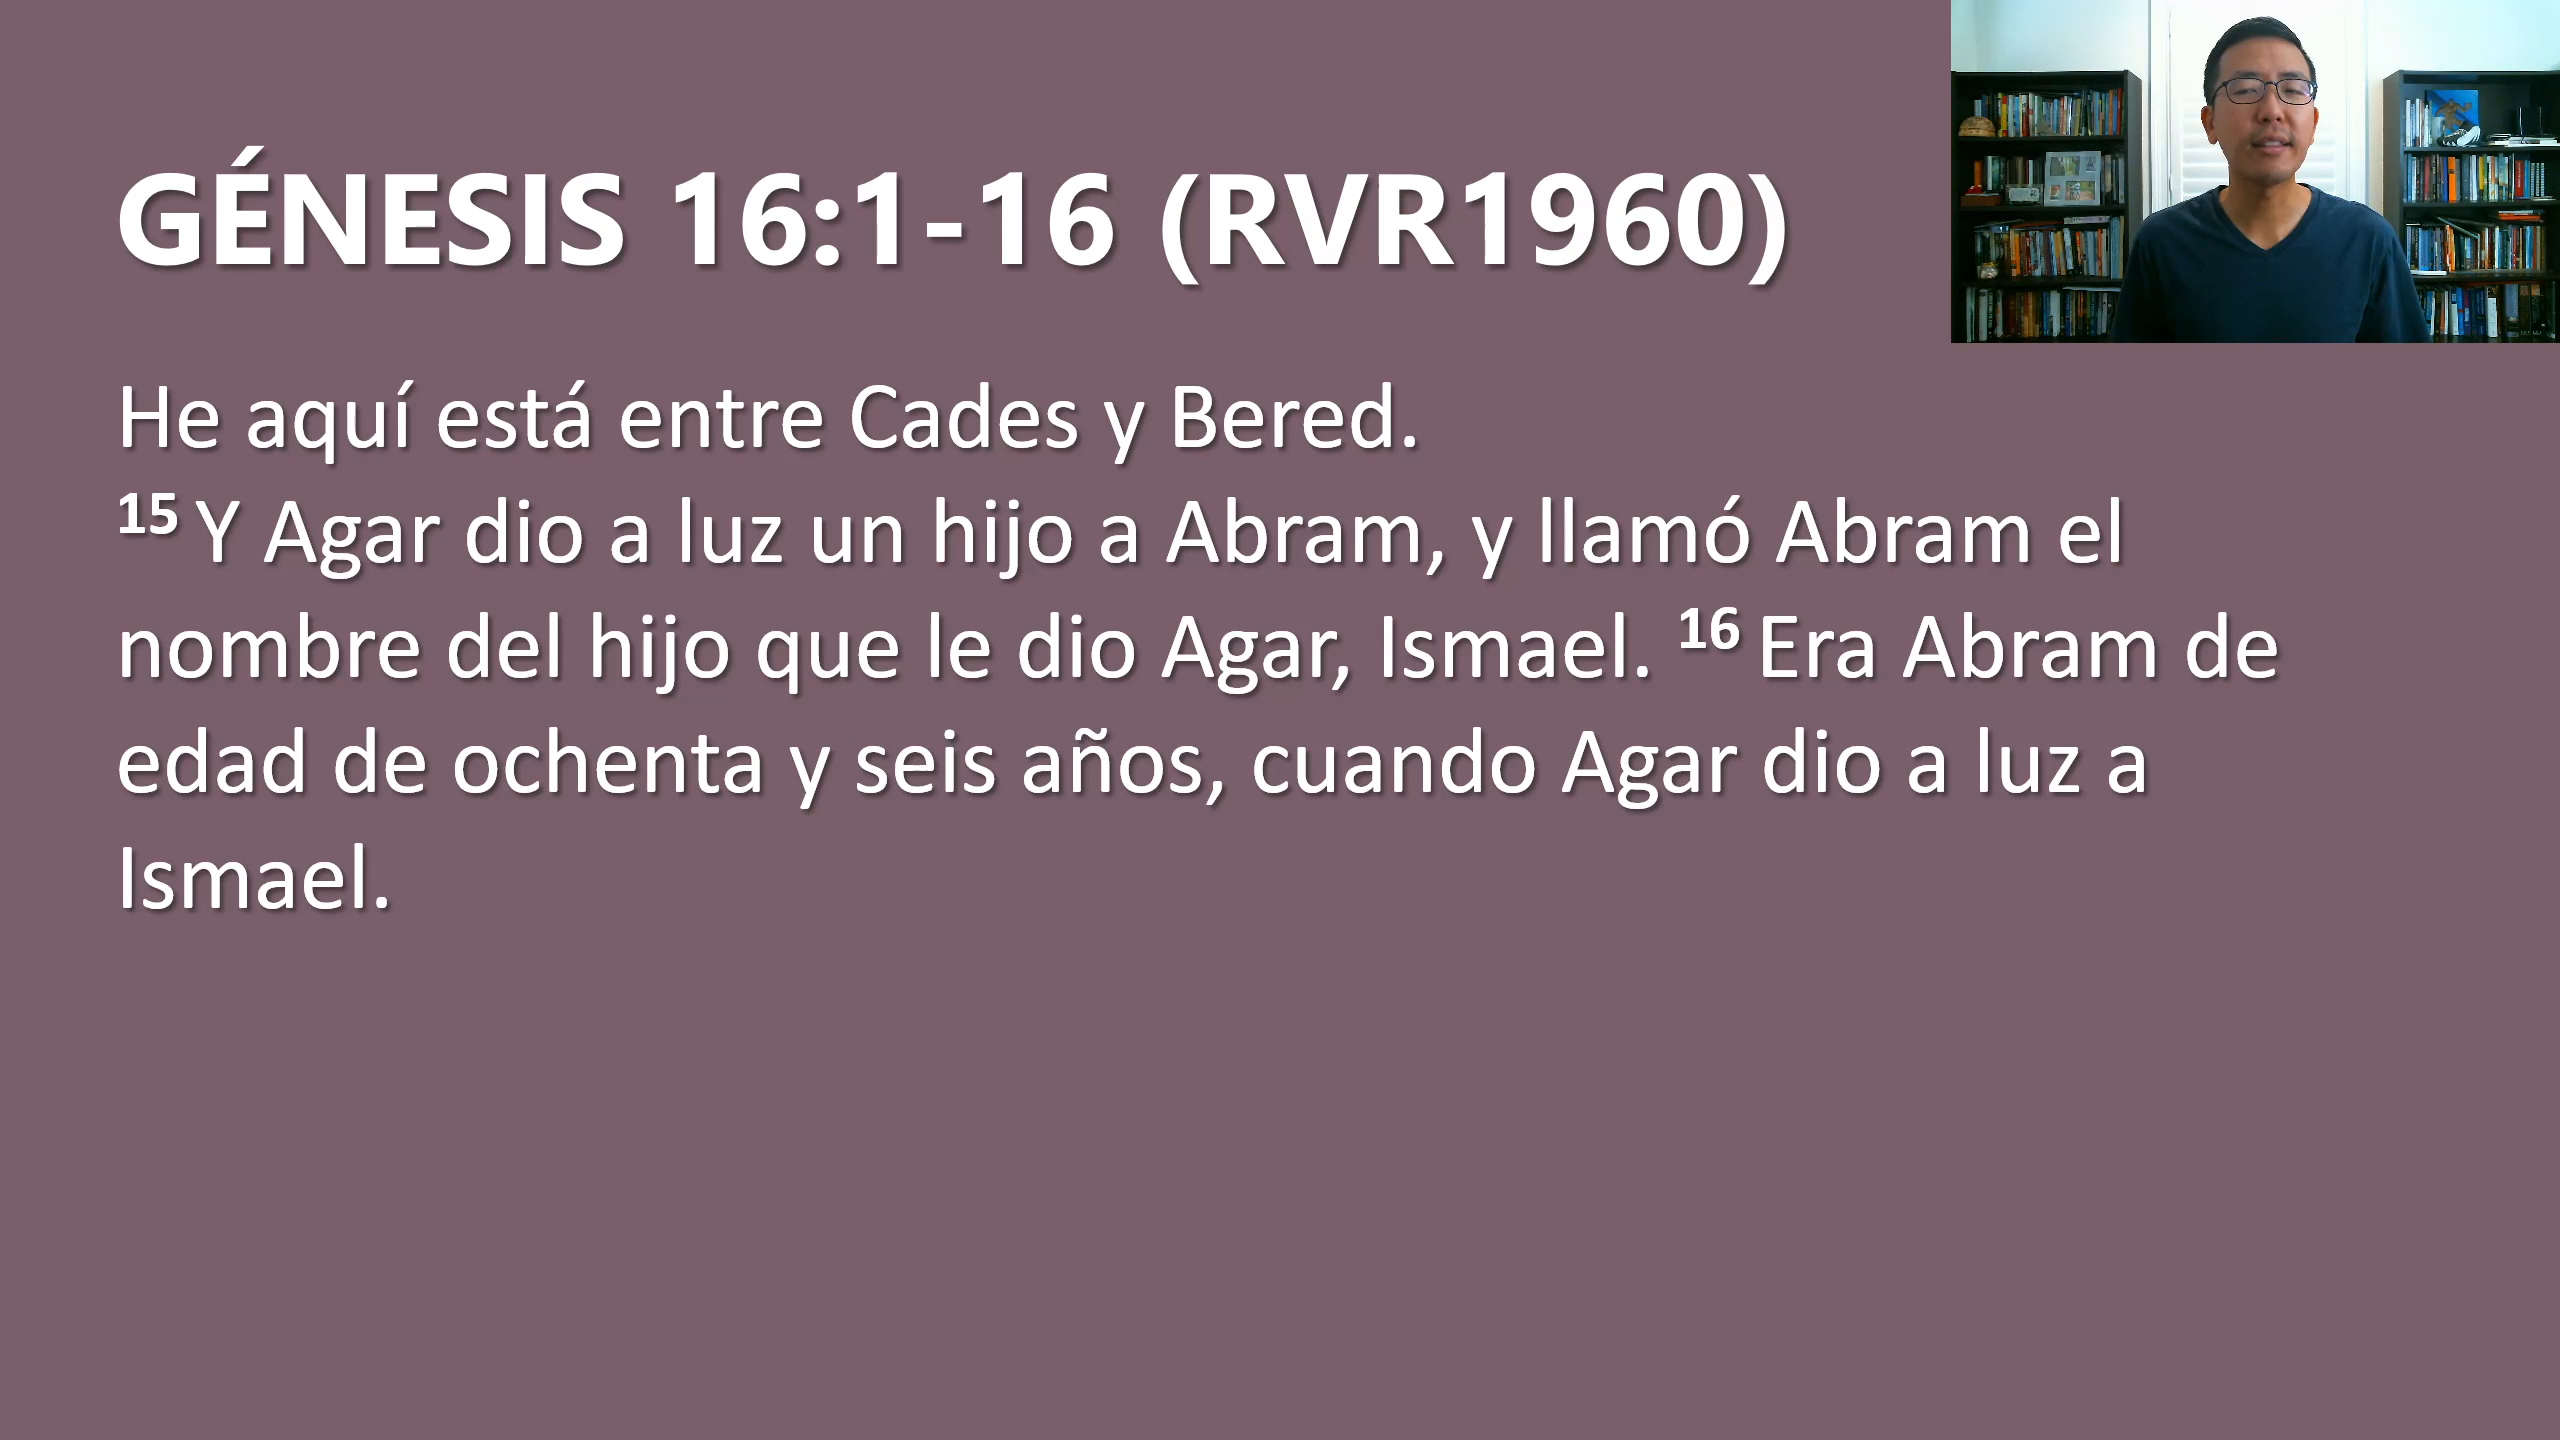 GÉNESIS 16:1-16 (RVR1960)
He aquí está entre Cades y Bered.
15 Y Agar dio a luz un hijo a Abram, y llamó Abram el
nombre del hijo que le dio Agar, Ismael. 16 Era Abram de
edad de ochenta y seis años, cuando Agar dio a luz a
Ismael.